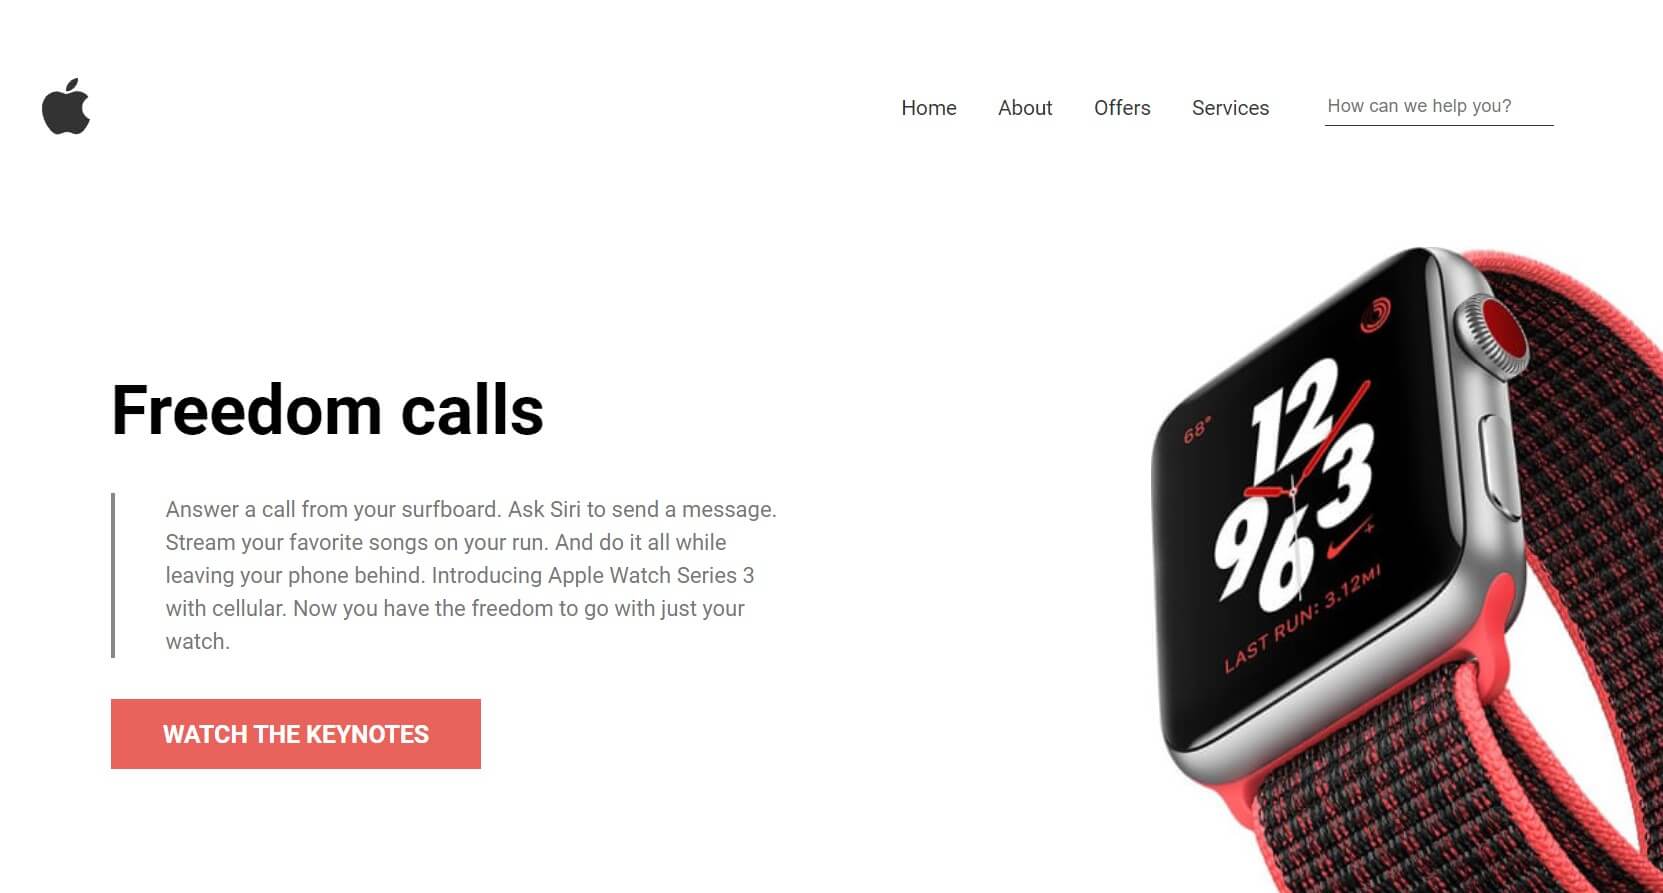 Home About Offers Services How can we help you?
Freedom calls
Answer a call from your surfboard. Ask Siri to send a message.
Stream your favorite songs on your run. And do it all while
leaving your phone behind. Introducing Apple Watch Series 3
with cellular. Now you have the freedom to go with just your
watch.
WATCH THE KEYNOTES
68°
12
3
9 6
LAST RUN: 3.12MI